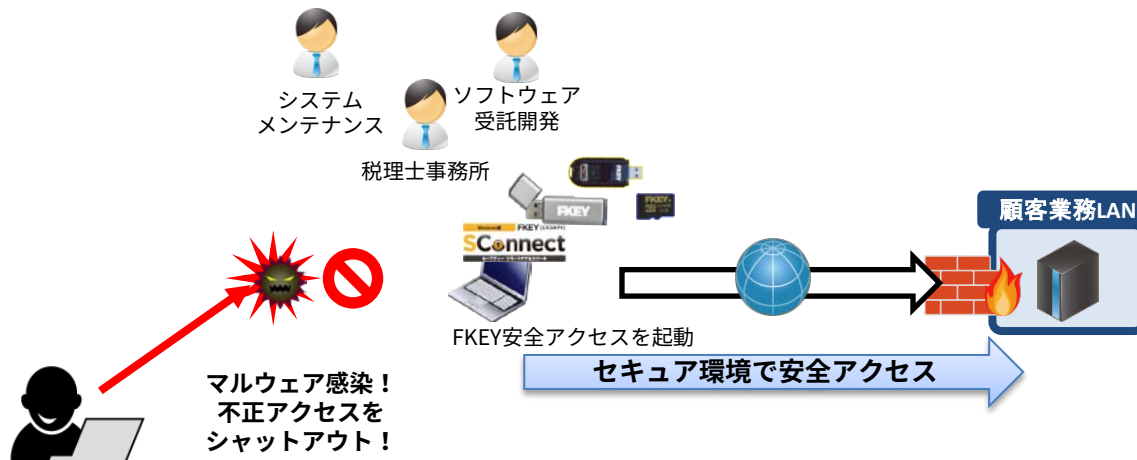 システム
メンテナンス
ソフトウェア
受託開発
税理士事務所
FKEY
FKEY
FKEY
FKEY
SConnect
顧客業務LAN
FKEY安全アクセスを起動
セキュア環境で安全アクセス
マルウェア感染！
不正アクセスを
シャットアウト！